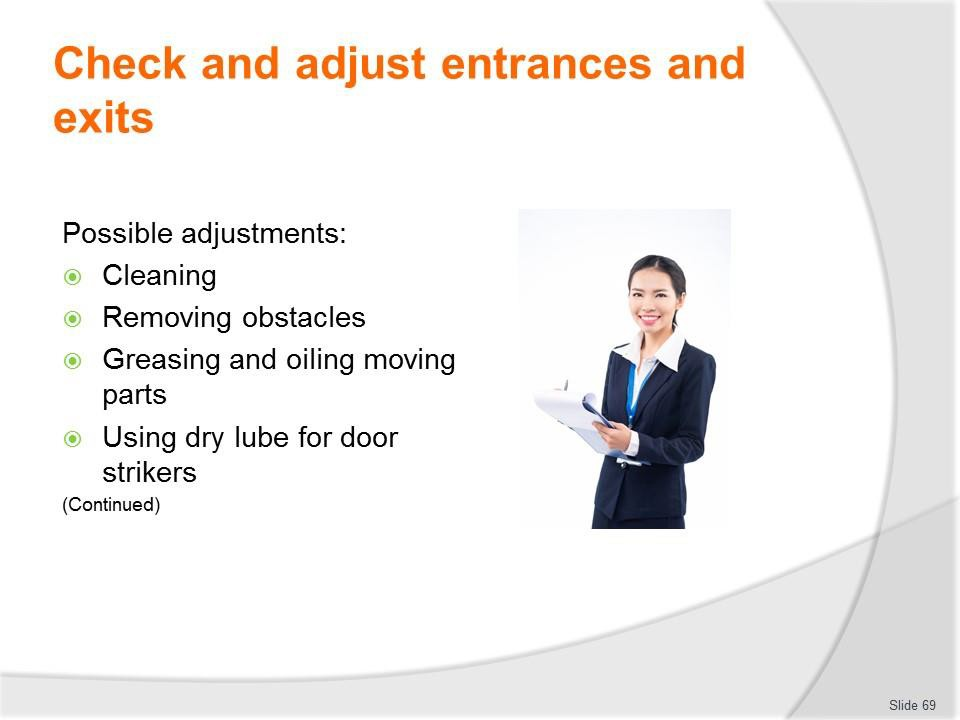 Check and adjust entrances and
exits
Possible adjustments:
Cleaning
Removing obstacles
Greasing and oiling moving
parts
Using dry lube for door
strikers
(Continued)
Slide 69